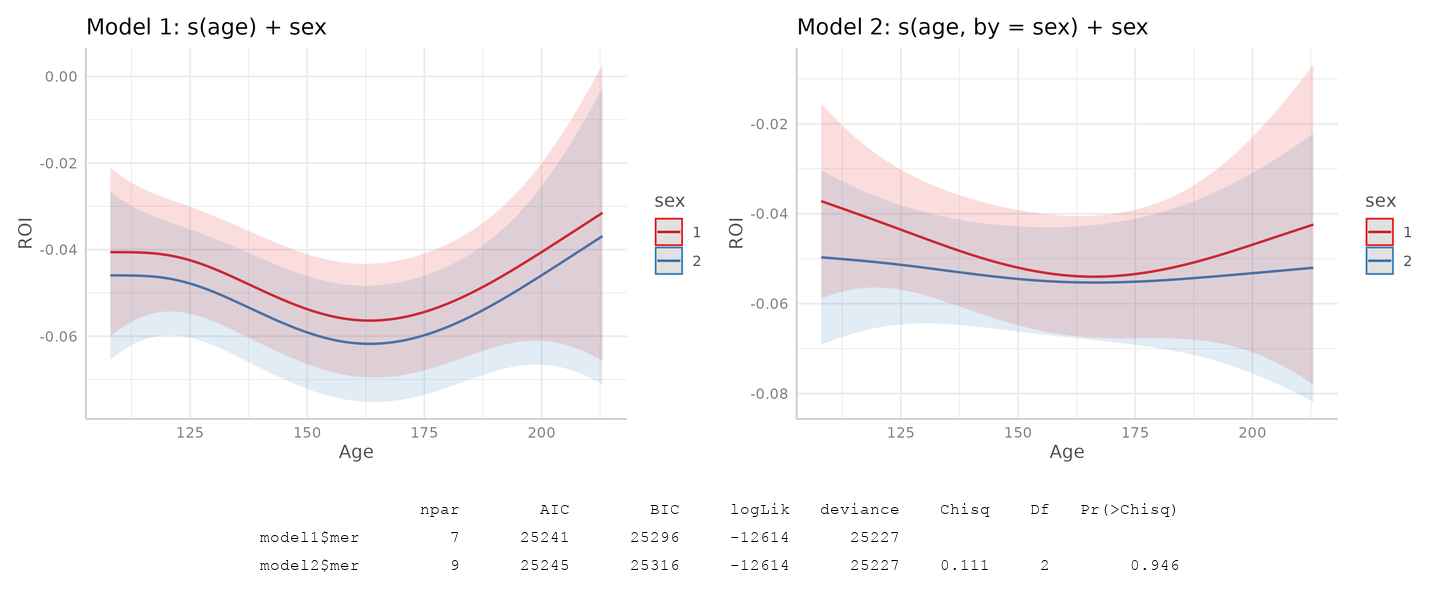 Model 1: s(age) + sex
0.00
-0.02
-0.04
-0.06
ROI
125 150 175 200
Age
sex
1
2
Model 2: s(age, by = sex) + sex
-0.02
-0.04
-0.06
-0.08
ROI
125 150 175 200
Age
sex
1
2
npar AIC BIC logLik deviance Chisq Df Pr(>Chisq)
model1$mer 7 25241 25296 -12614 25227
model2$mer 9 25245 25316 -12614 25227 0.111 2 0.946